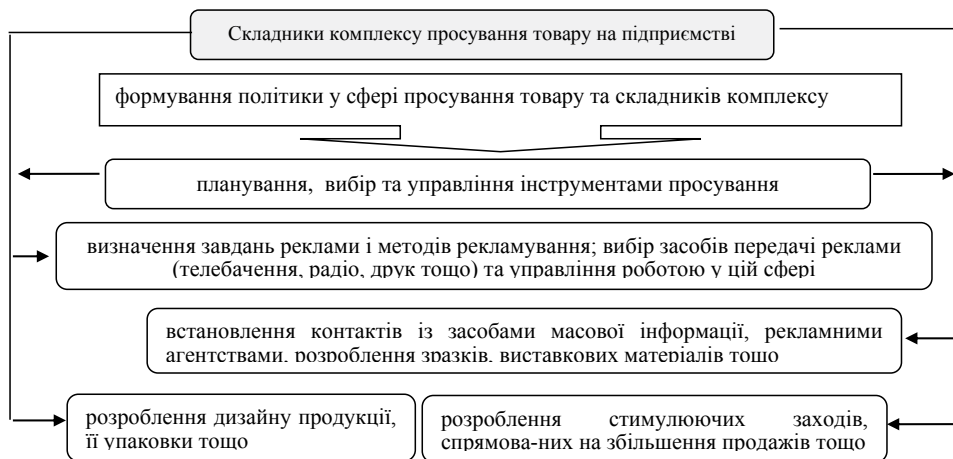 Складники комплексу просування товару на підприємстві
формування політики у сфері просування товару та складників комплексу
планування, вибір та управління інструментами просування
визначення завдань реклами і методів рекламування; вибір засобів передачі реклами
(телебачення, радіо, друк тощо) та управління роботою у цій сфері
встановлення контактів із засобами масової інформації, рекламними
агентствами, розроблення зразків, виставкових матеріалів тощо
розроблення дизайну продукції,
її упаковки тощо
розроблення стимулюючих заходів,
спрямова-них на збільшення продажів тощо